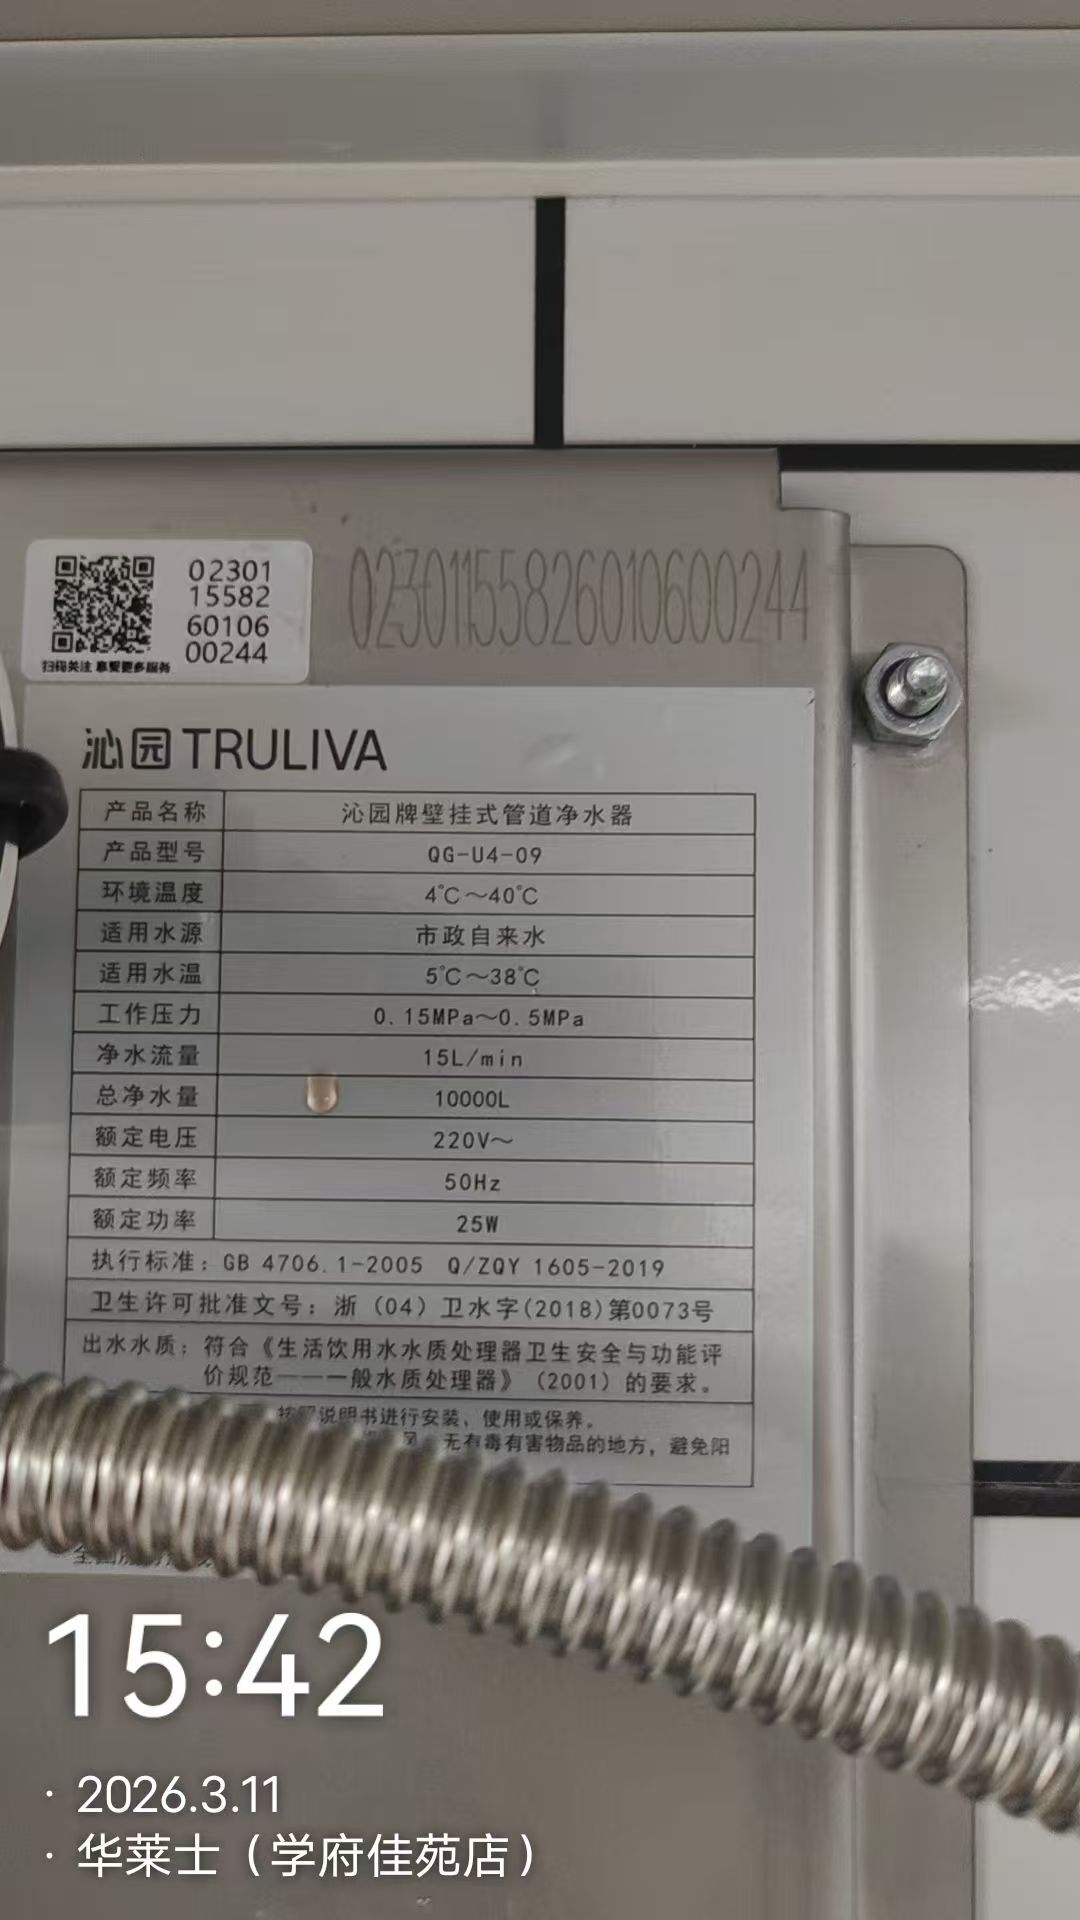 02301
15582
60106
00244
扫码关注 享受更多服务
02301155826010600244
沁园TRULIVA
产品名称 沁园牌壁挂式管道净水器
产品型号 QG-U4-09
环境温度 4℃～40℃
适用水源 市政自来水
适用水温 5℃～38℃
工作压力 0.15MPa～0.5MPa
净水流量 15L/min
总净水量 10000L
额定电压 220V～
额定频率 50Hz
额定功率 25W
执行标准：GB 4706.1-2005 Q/ZQY 1605-2019
卫生许可批准文号：浙（04）卫水字(2018)第0073号
出水水质：符合《生活饮用水水质处理器卫生安全与功能评
价规范——一般水质处理器》（2001）的要求。
按照说明书进行安装、使用或保养。
无有毒有害物品的地方，避免阳
15:42
· 2026.3.11
· 华莱士（学府佳苑店）